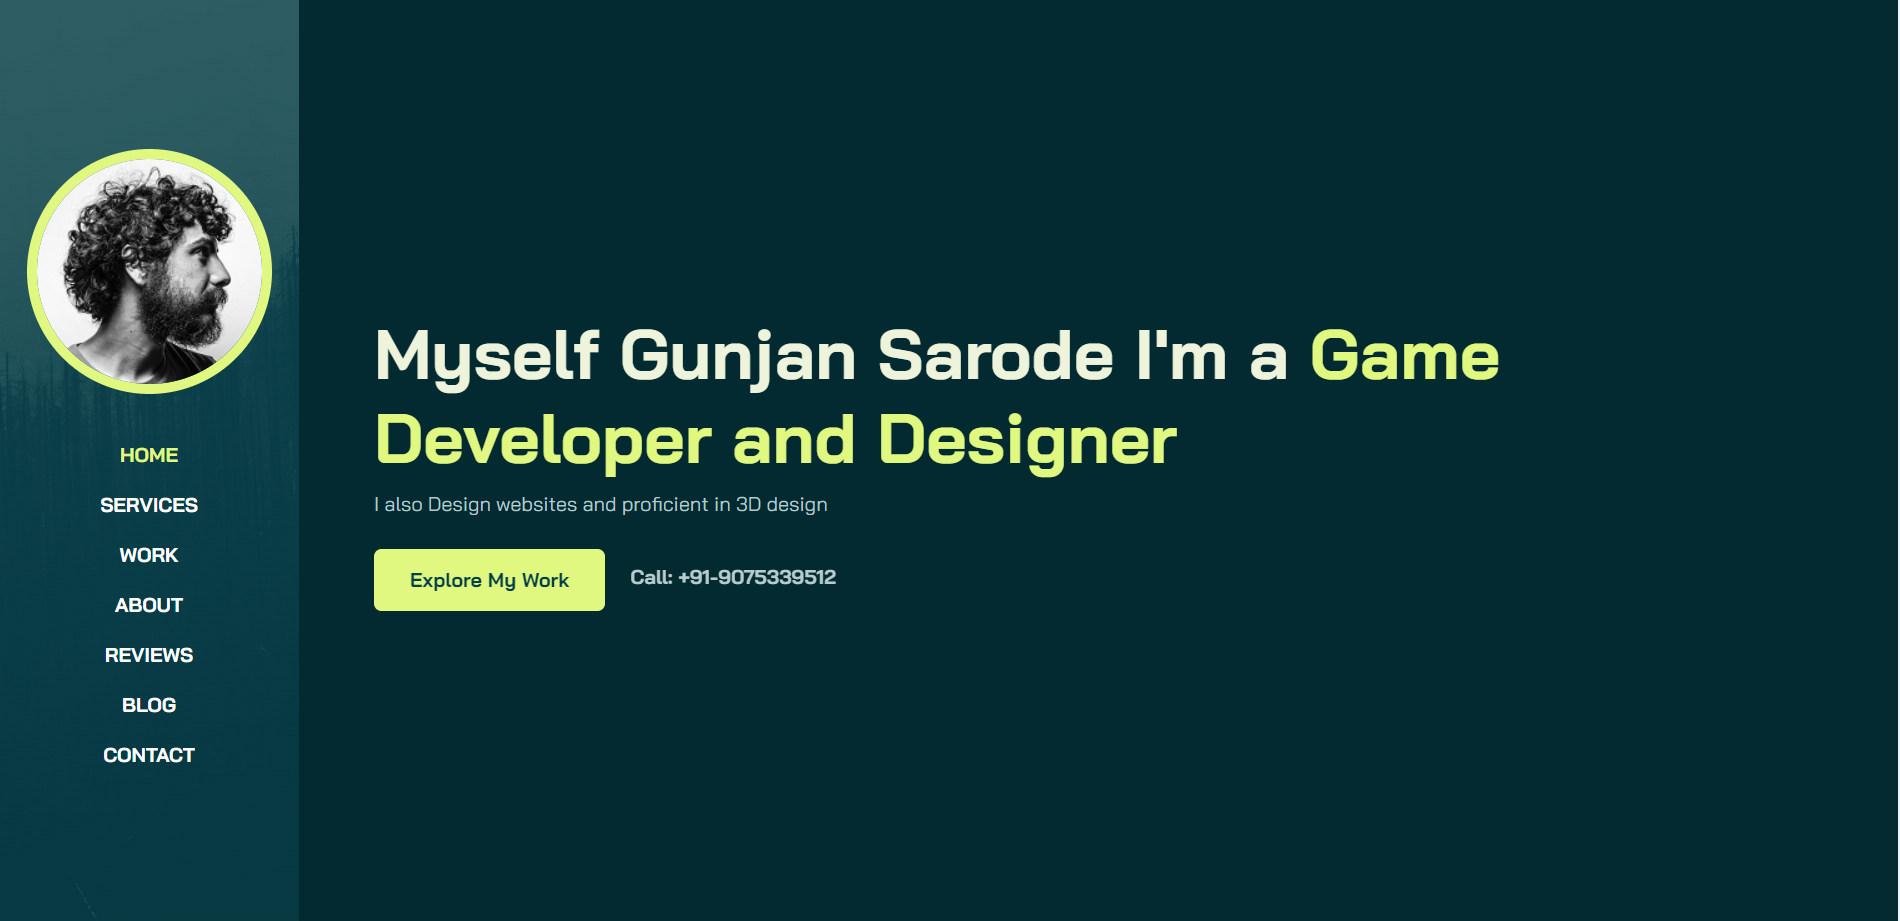 HOME
SERVICES
WORK
ABOUT
REVIEWS
BLOG
CONTACT
Myself Gunjan Sarode I'm a Game
Developer and Designer
I also Design websites and proficient in 3D design
Explore My Work
Call: +91-9075339512